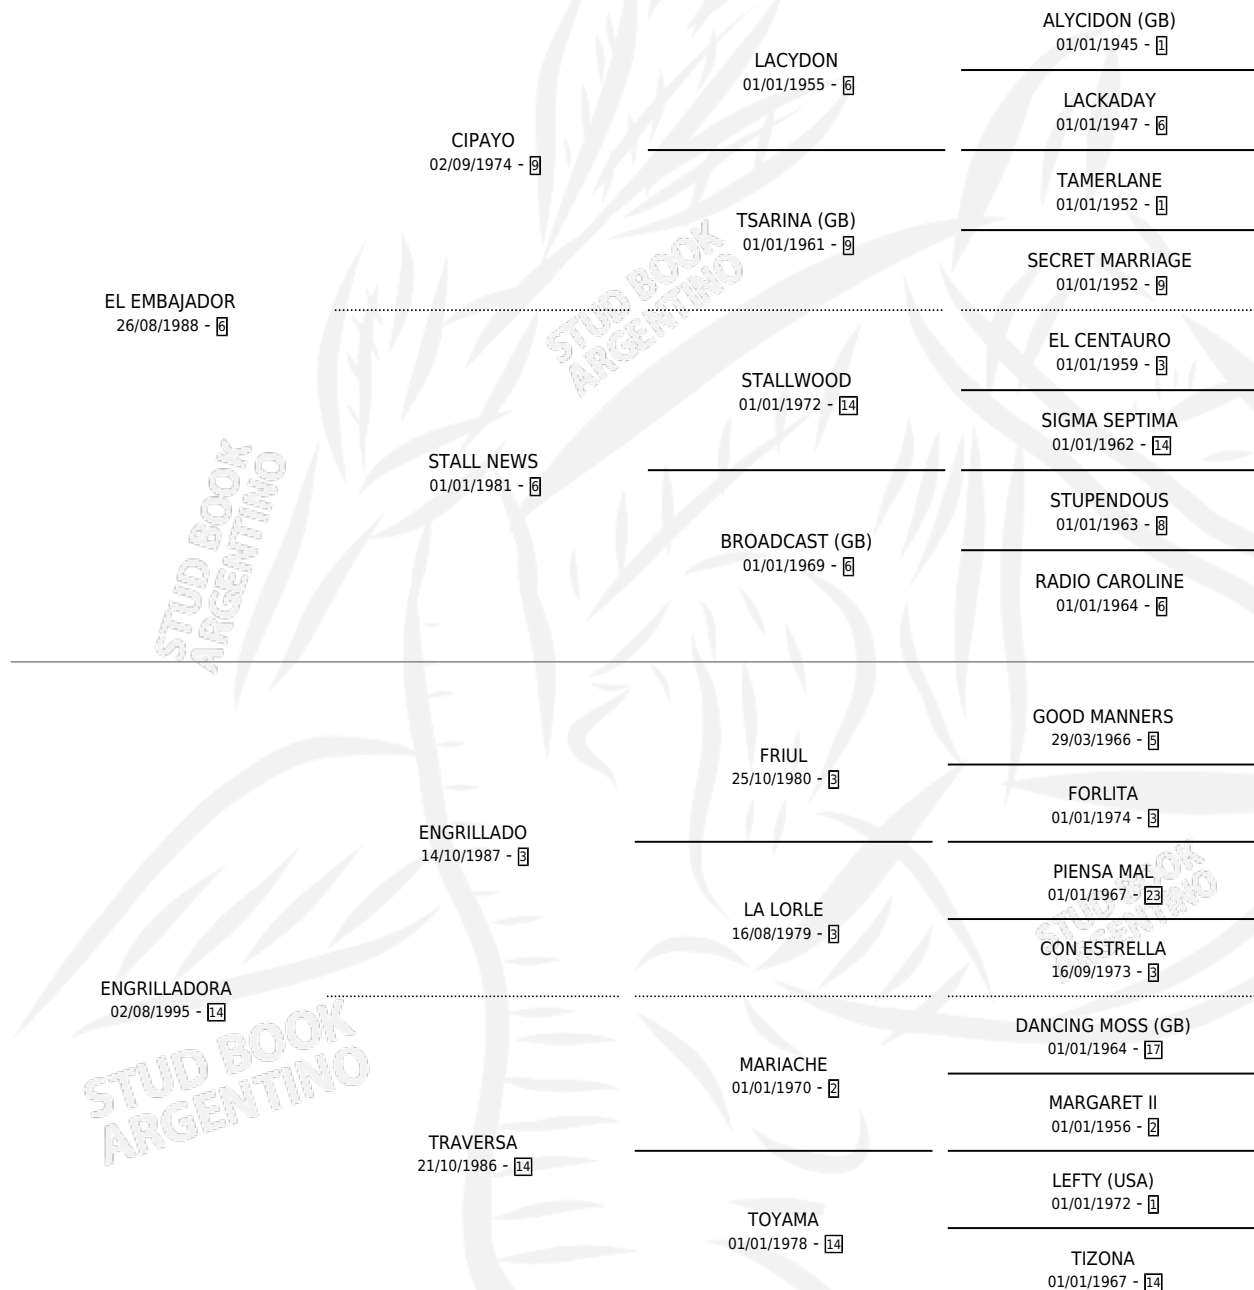 ALYCIDON (GB)
01/01/1945 - 1
LACYDON
01/01/1955 - 6
LACKADAY
01/01/1947 - 6
CIPAYO
02/09/1974 - 9
TAMERLANE
01/01/1952 - 1
TSARINA (GB)
01/01/1961 - 9
SECRET MARRIAGE
01/01/1952 - 9
EL EMBAJADOR
26/08/1988 - 6
STUD BOOK
ARGENTINO
EL CENTAURO
01/01/1959 - 3
STALLWOOD
01/01/1972 - 14
SIGMA SEPTIMA
01/01/1962 - 14
STALL NEWS
01/01/1981 - 6
STUPENDOUS
01/01/1963 - 8
BROADCAST (GB)
01/01/1969 - 6
RADIO CAROLINE
01/01/1964 - 6
STUD BOOK
ARGENTINO
GOOD MANNERS
29/03/1966 - 5
FRIUL
25/10/1980 - 3
FORLITA
01/01/1974 - 3
ENGRILLADO
14/10/1987 - 3
PIENSA MAL
01/01/1967 - 23
LA LORLE
16/08/1979 - 3
STUD BOOK
ARGENTINO
CON ESTRELLA
16/09/1973 - 3
ENGRILLADORA
02/08/1995 - 14
DANCING MOSS (GB)
01/01/1964 - 17
MARIACHE
01/01/1970 - 2
STUD BOOK
ARGENTINO
MARGARET II
01/01/1956 - 2
TRAVERSA
21/10/1986 - 14
LEFTY (USA)
01/01/1972 - 1
TOYAMA
01/01/1978 - 14
TIZONA
01/01/1967 - 14